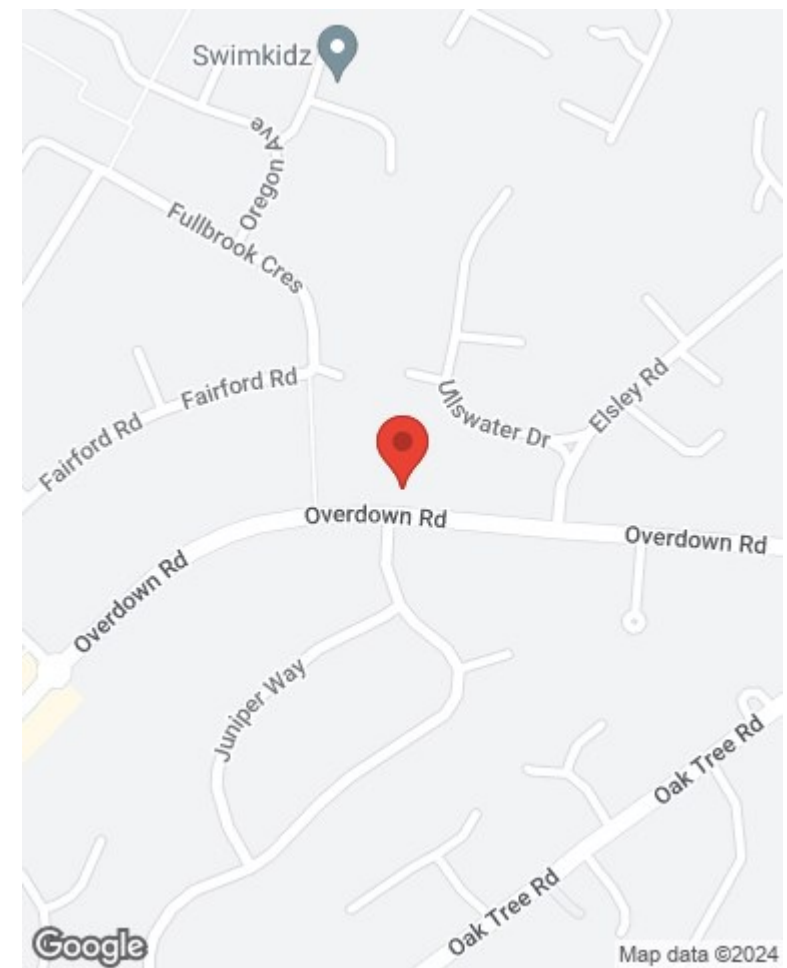 Swimkidz
Oregon Ave
Fullbrook Cres
Fairford Rd
Fairford Rd
Ullswater Dr
Elsley Rd
Overdown Rd
Overdown Rd
Overdown Rd
Juniper Way
Oak Tree Rd
Oak Tree Rd
Google
Map data ©2024